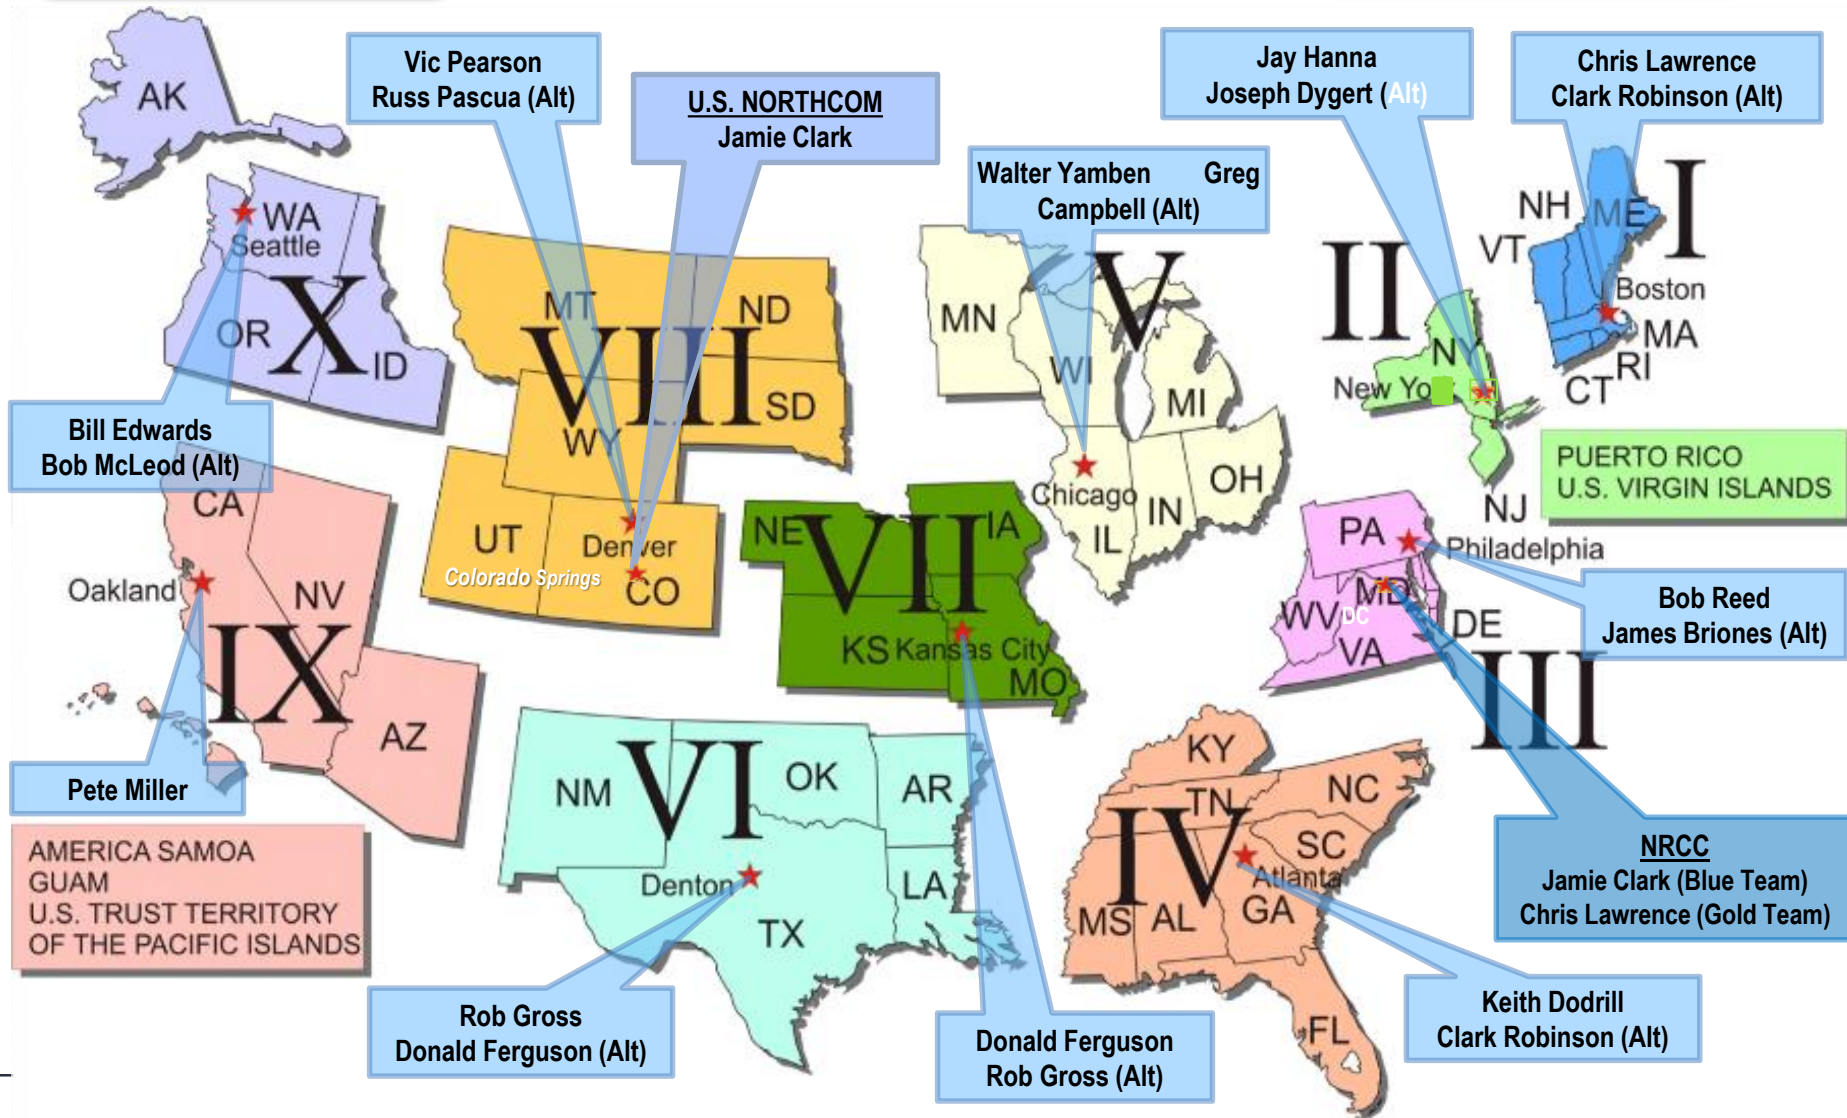 AK
Vic Pearson
Russ Pascua (Alt)
U.S. NORTHCOM
Jamie Clark
Jay Hanna
Joseph Dygert (Alt)
Chris Lawrence
Clark Robinson (Alt)
Walter Yamben Greg
Campbell (Alt)
WA
Seattle
OR
ID
X
Bill Edwards
Bob McLeod (Alt)
MT
ND
SD
WY
VIII
UT
Denver
Colorado Springs
CO
MN
WI
MI
V
Chicago
IL
IN
OH
II
NY
New Yo
NJ
PUERTO RICO
U.S. VIRGIN ISLANDS
NH
ME
I
VT
Boston
MA
RI
CT
CA
NV
Oakland
IX
AZ
Pete Miller
AMERICA SAMOA
GUAM
U.S. TRUST TERRITORY
OF THE PACIFIC ISLANDS
NE
IA
VII
KS
Kansas City
MO
PA
Philadelphia
MD
WV
DC
DE
VA
III
Bob Reed
James Briones (Alt)
NRCC
Jamie Clark (Blue Team)
Chris Lawrence (Gold Team)
NM
VI
OK
AR
Denton
LA
TX
Rob Gross
Donald Ferguson (Alt)
Donald Ferguson
Rob Gross (Alt)
KY
TN
NC
IV
SC
Atlanta
MS
AL
GA
FL
Keith Dodrill
Clark Robinson (Alt)